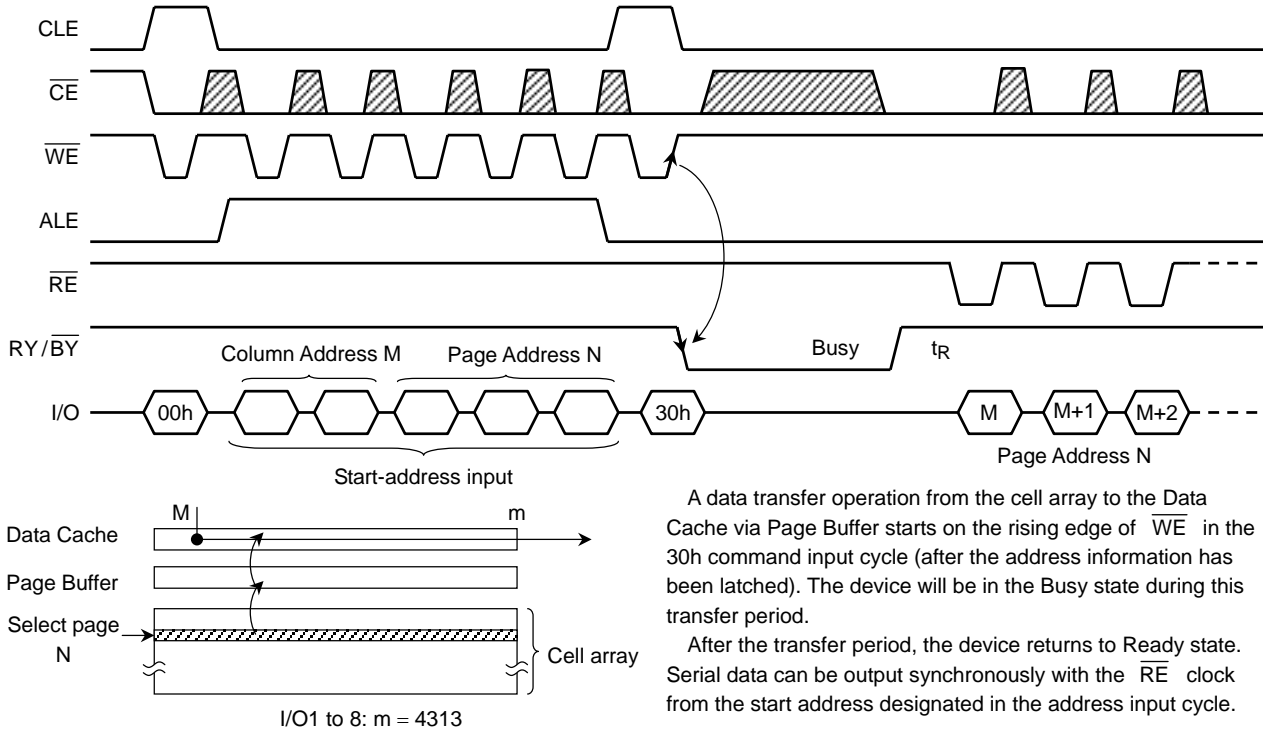 CLE
CE
WE
ALE
RE
RY/BY
Busy
tR
Column Address M
Page Address N
I/O
00h
30h
M
M+1
M+2
Start-address input
Page Address N
M
m
Data Cache
Page Buffer
Select page
N
Cell array
I/O1 to 8: m = 4313
A data transfer operation from the cell array to the Data
Cache via Page Buffer starts on the rising edge of WE in the
30h command input cycle (after the address information has
been latched). The device will be in the Busy state during this
transfer period.
After the transfer period, the device returns to Ready state.
Serial data can be output synchronously with the RE clock
from the start address designated in the address input cycle.